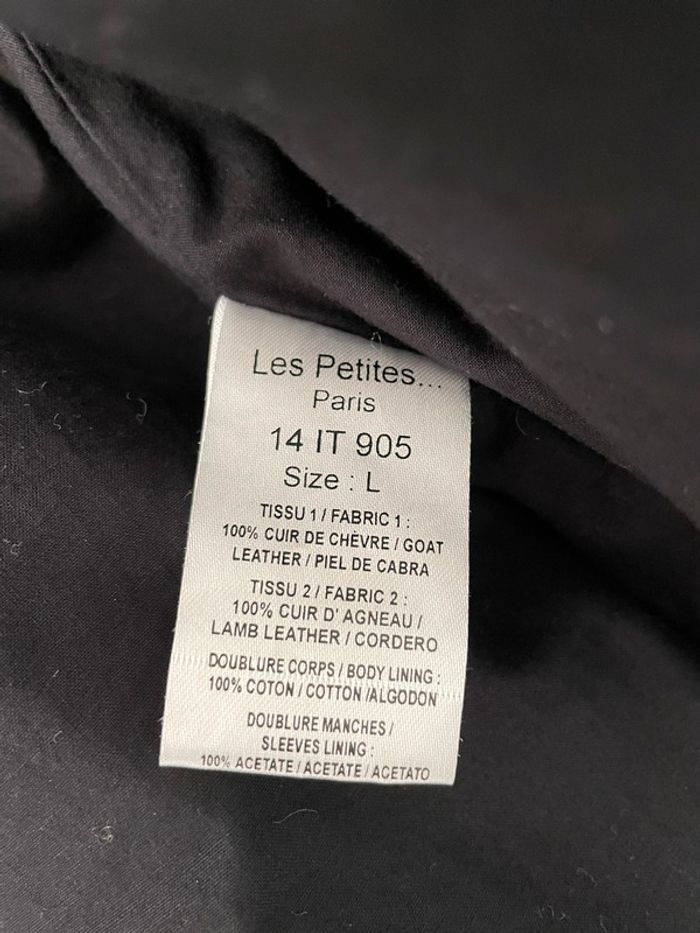 Les Petites...
Paris
14 IT 905
Size : L
TISSU 1 / FABRIC 1 :
100% CUIR DE CHÈVRE / GOAT
LEATHER / PIEL DE CABRA
TISSU 2 / FABRIC 2 :
100% CUIR D' AGNEAU /
LAMB LEATHER / CORDERO
DOUBLURE CORPS / BODY LINING :
100% COTON / COTTON /ALGODON
DOUBLURE MANCHES /
SLEEVES LINING :
100% ACETATE / ACETATE / ACETATO